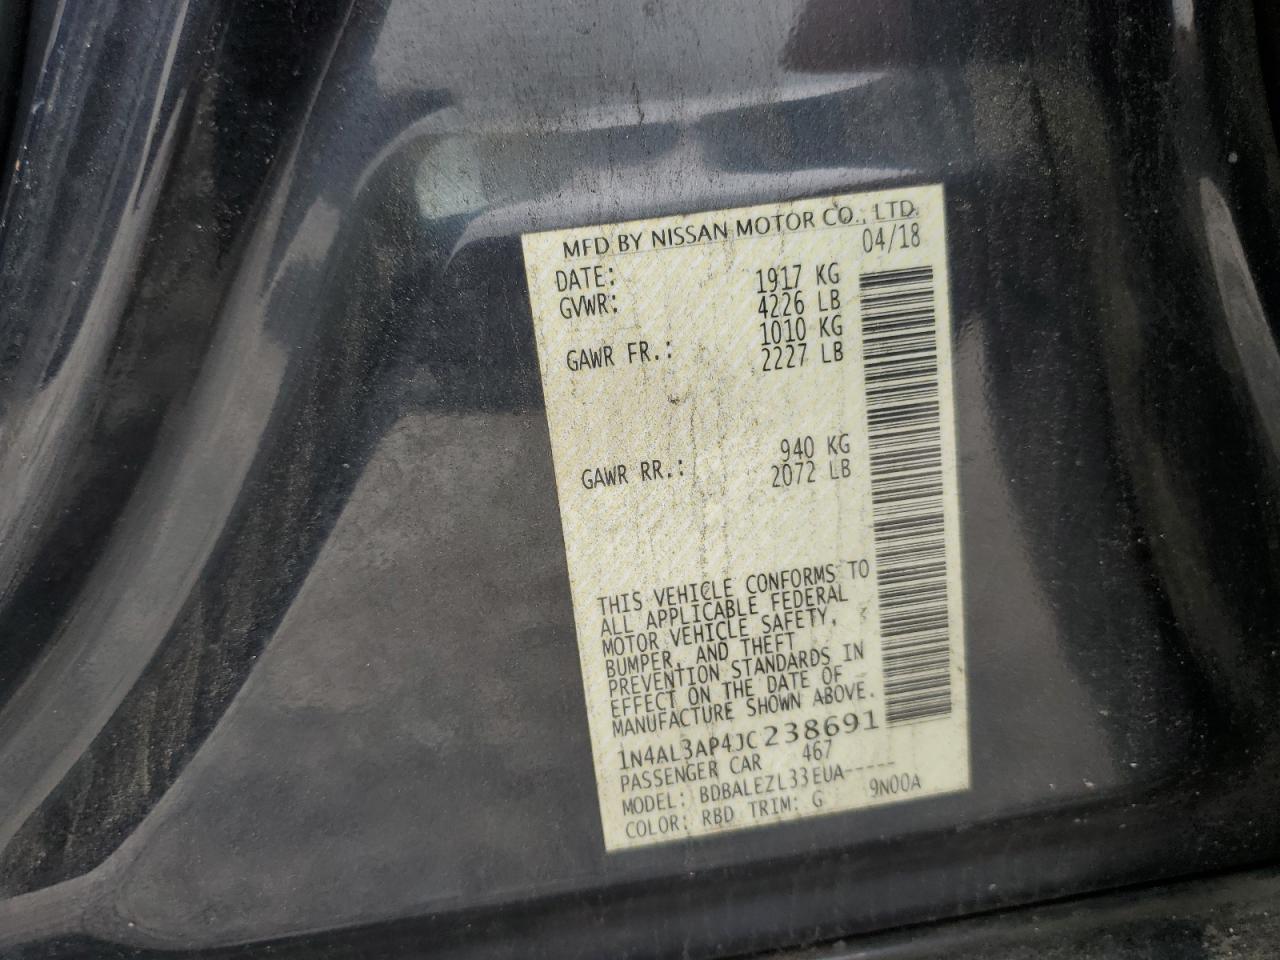 MFD BY NISSAN MOTOR CO., LTD.
DATE: 04/18
GVWR: 1917 KG
4226 LB
GAWR FR.: 1010 KG
2227 LB
GAWR RR.: 940 KG
2072 LB
THIS VEHICLE CONFORMS TO
ALL APPLICABLE FEDERAL
MOTOR VEHICLE SAFETY,
BUMPER, AND THEFT
PREVENTION STANDARDS IN
EFFECT ON THE DATE OF
MANUFACTURE SHOWN ABOVE.
1N4AL3AP4JC238691
PASSENGER CAR 467
MODEL: BDBALEZL33EUA-----
COLOR: RBD TRIM: G 9N00A